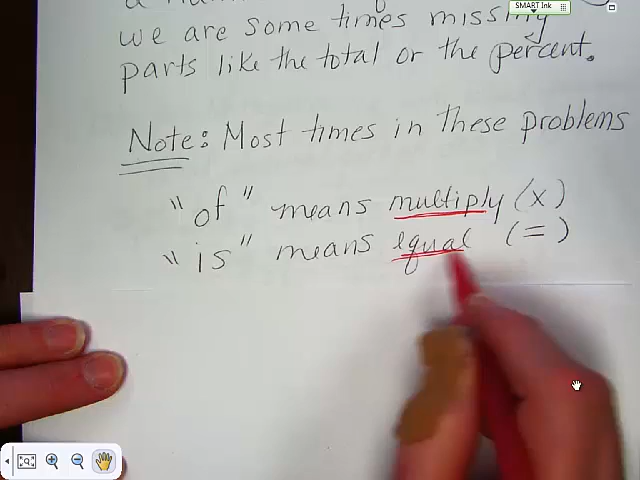 SMART Ink
we are some times missing
parts like the total or the percent.
Note: Most times in these problems
"of" means multiply (x)
"is" means equal (=)